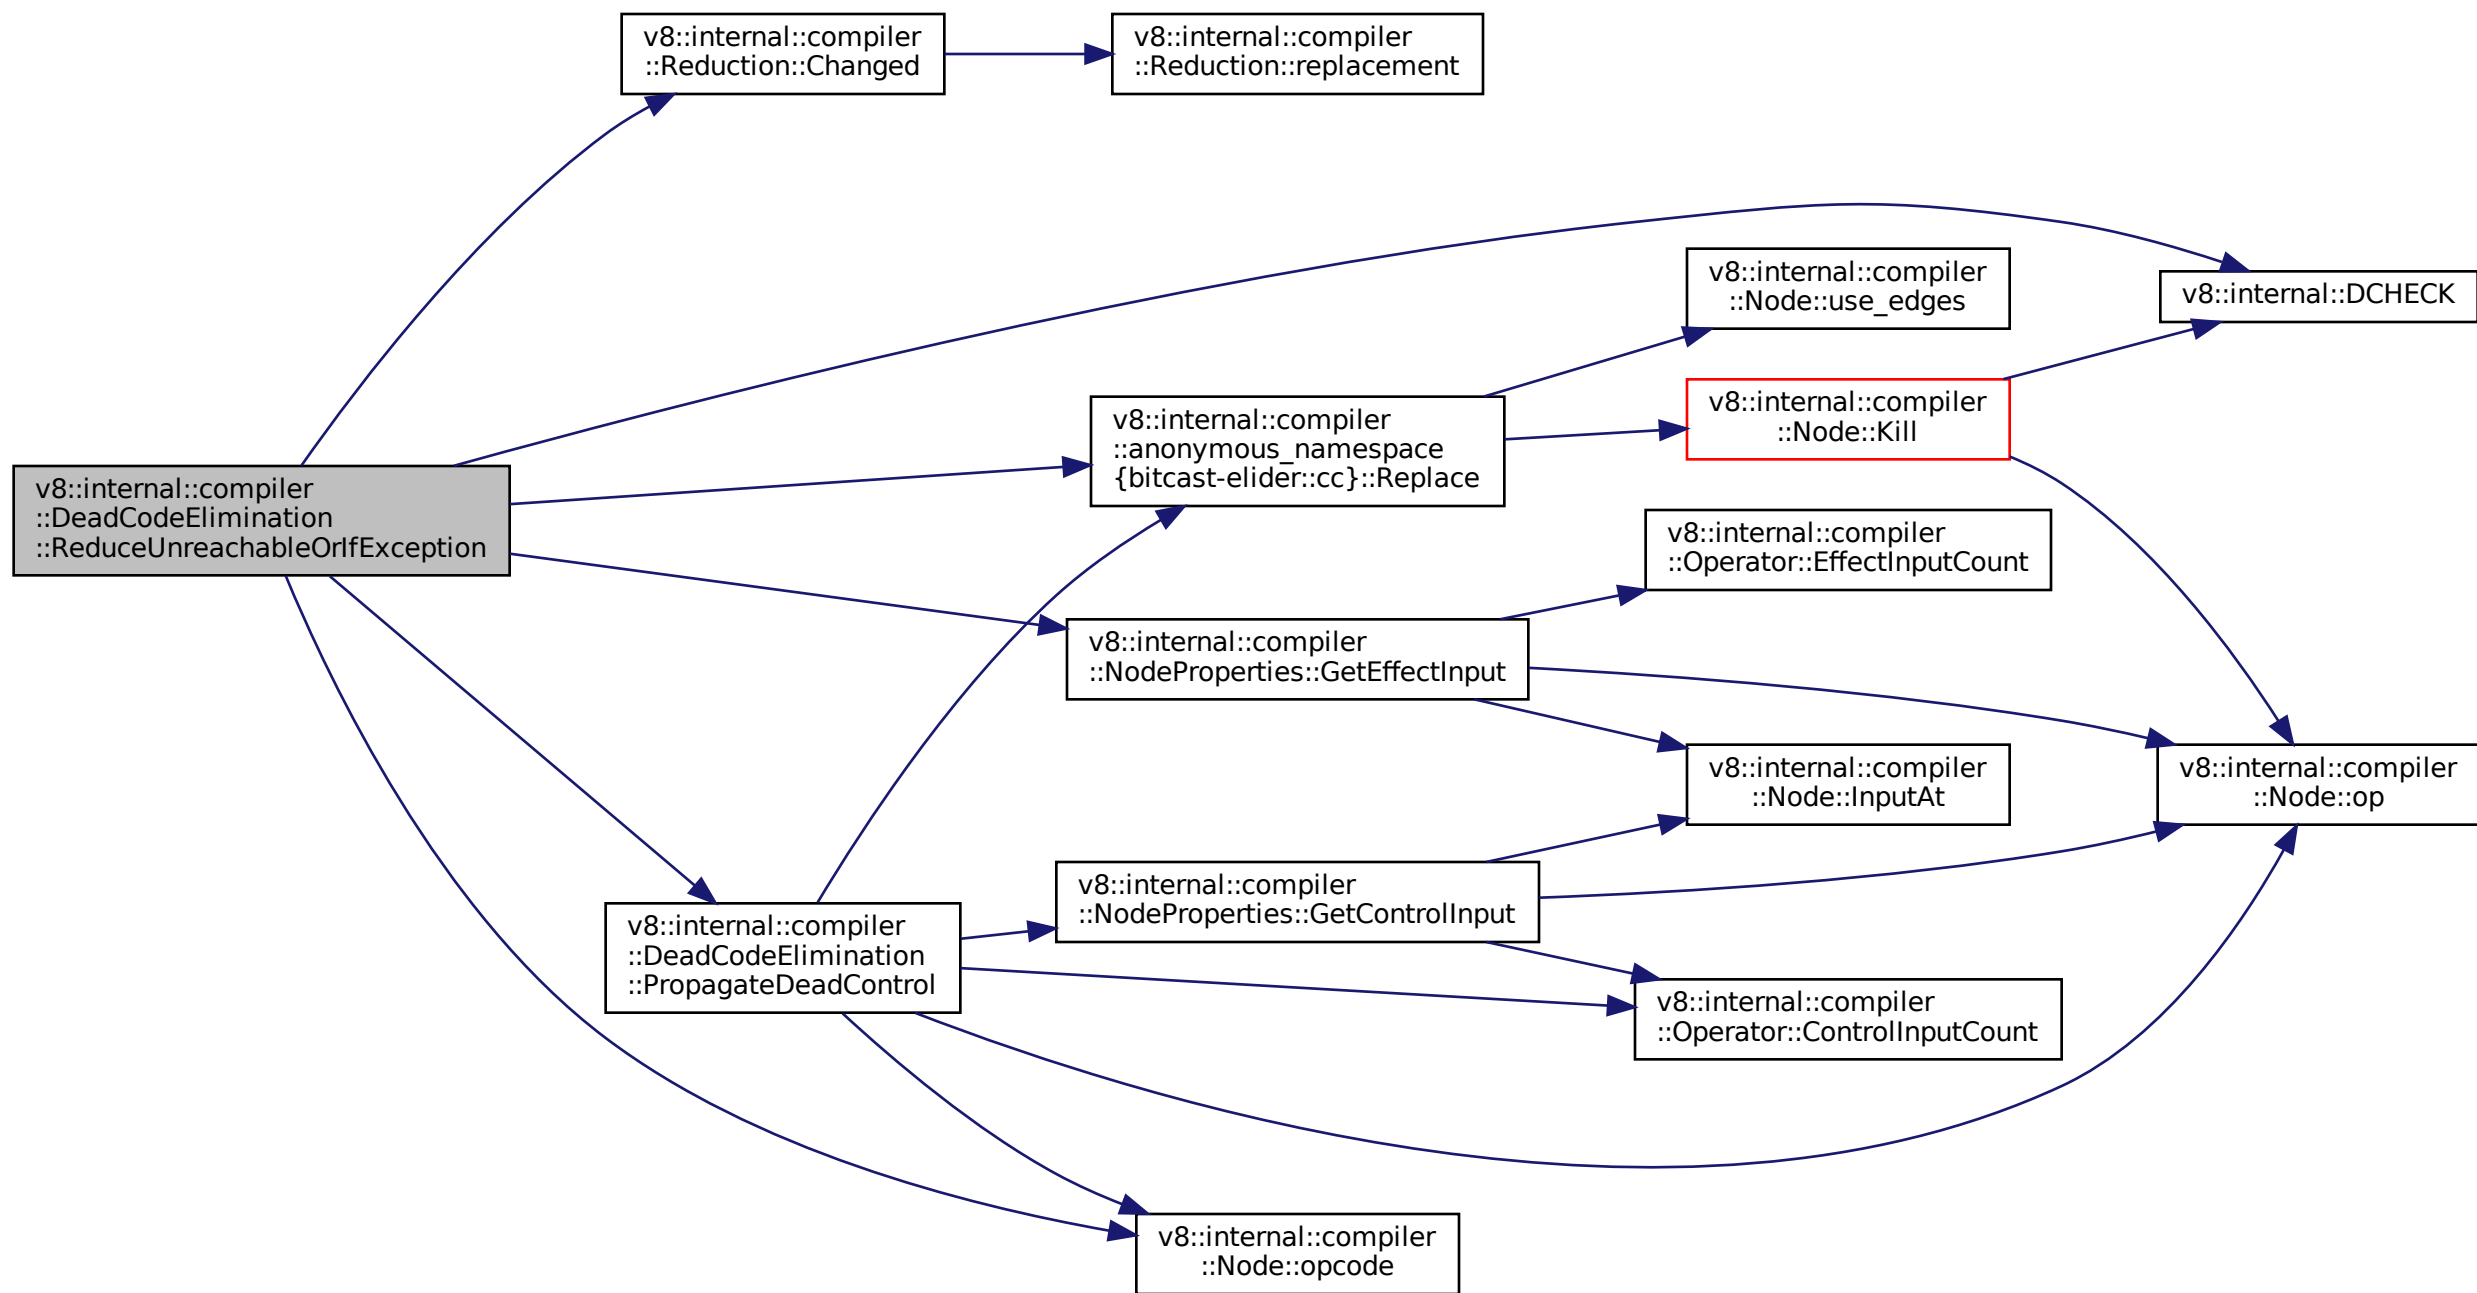 v8::internal::compiler
::Reduction::Changed
v8::internal::compiler
::Reduction::replacement
v8::internal::compiler
::Node::use_edges
v8::internal::DCHECK
v8::internal::compiler
::Node::Kill
v8::internal::compiler
::anonymous_namespace
{bitcast-elider::cc}::Replace
v8::internal::compiler
::DeadCodeElimination
::ReduceUnreachableOrIfException
v8::internal::compiler
::Operator::EffectInputCount
v8::internal::compiler
::NodeProperties::GetEffectInput
v8::internal::compiler
::Node::InputAt
v8::internal::compiler
::Node::op
v8::internal::compiler
::NodeProperties::GetControlInput
v8::internal::compiler
::DeadCodeElimination
::PropagateDeadControl
v8::internal::compiler
::Operator::ControlInputCount
v8::internal::compiler
::Node::opcode